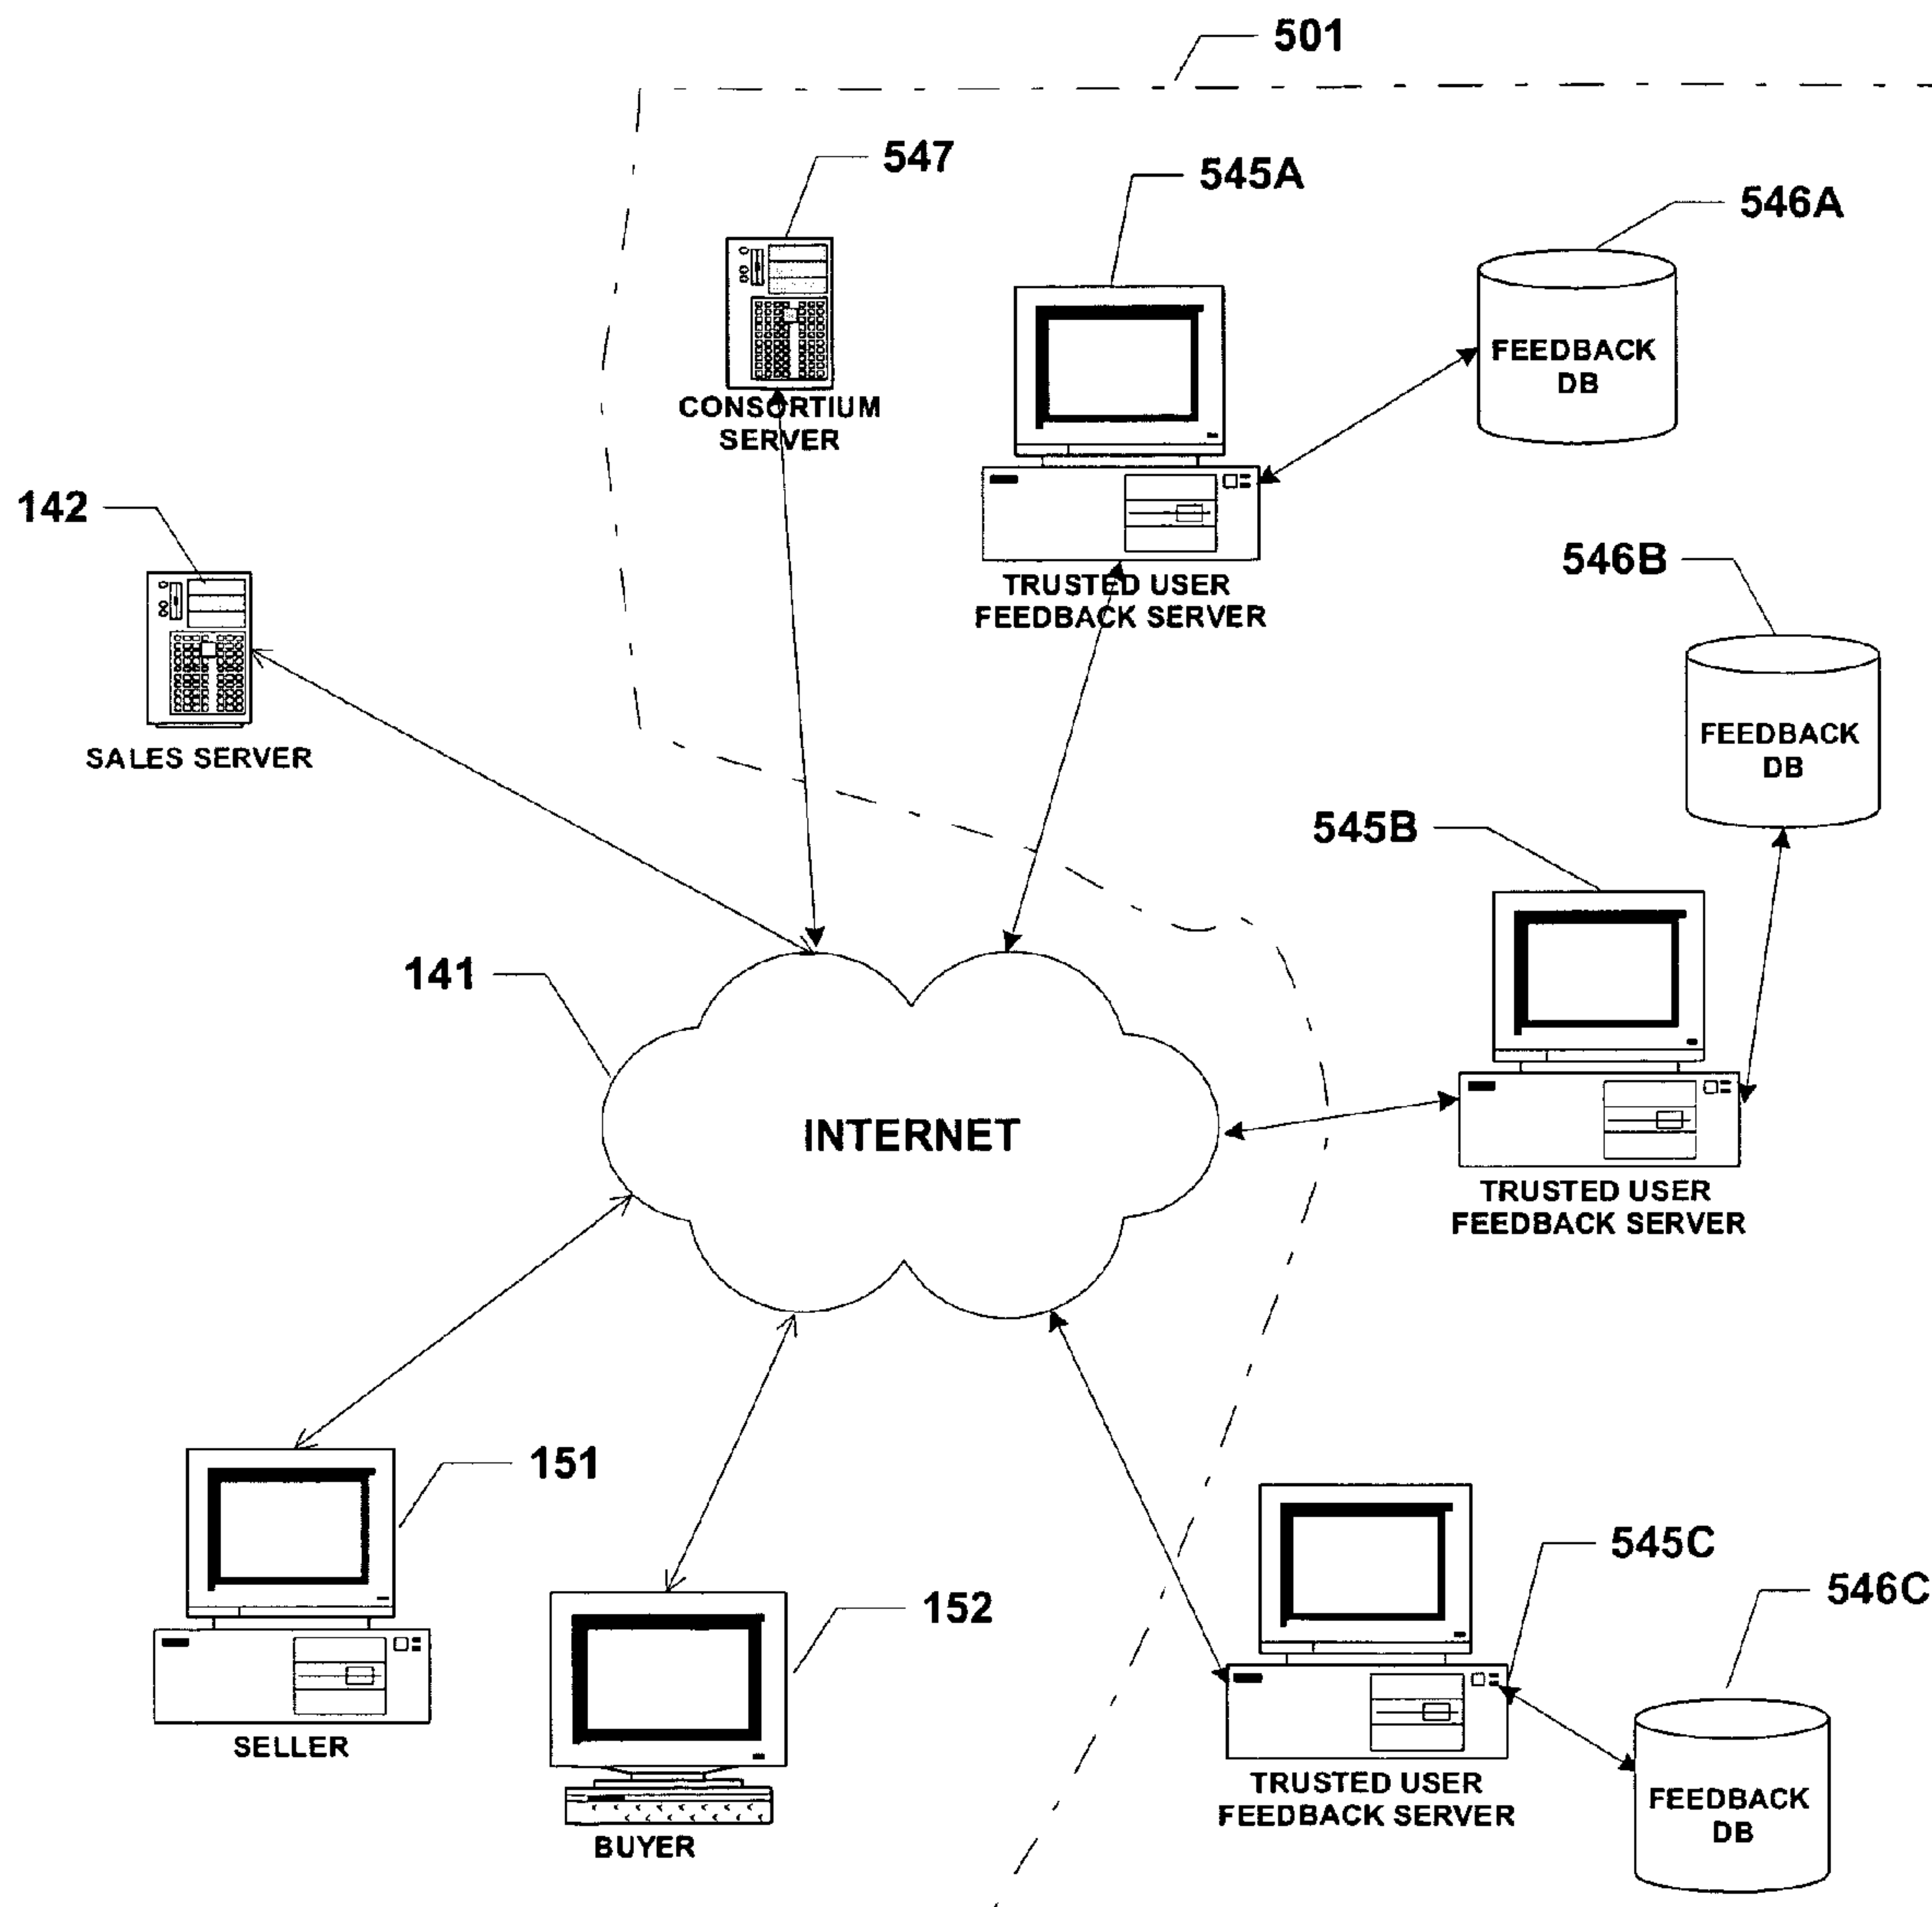 501
547
545A
546A
CONSORTIUM
SERVER
FEEDBACK
DB
142
TRUSTED USER
FEEDBACK SERVER
546B
SALES SERVER
FEEDBACK
DB
545B
141
INTERNET
TRUSTED USER
FEEDBACK SERVER
151
545C
152
546C
SELLER
TRUSTED USER
FEEDBACK SERVER
FEEDBACK
DB
BUYER